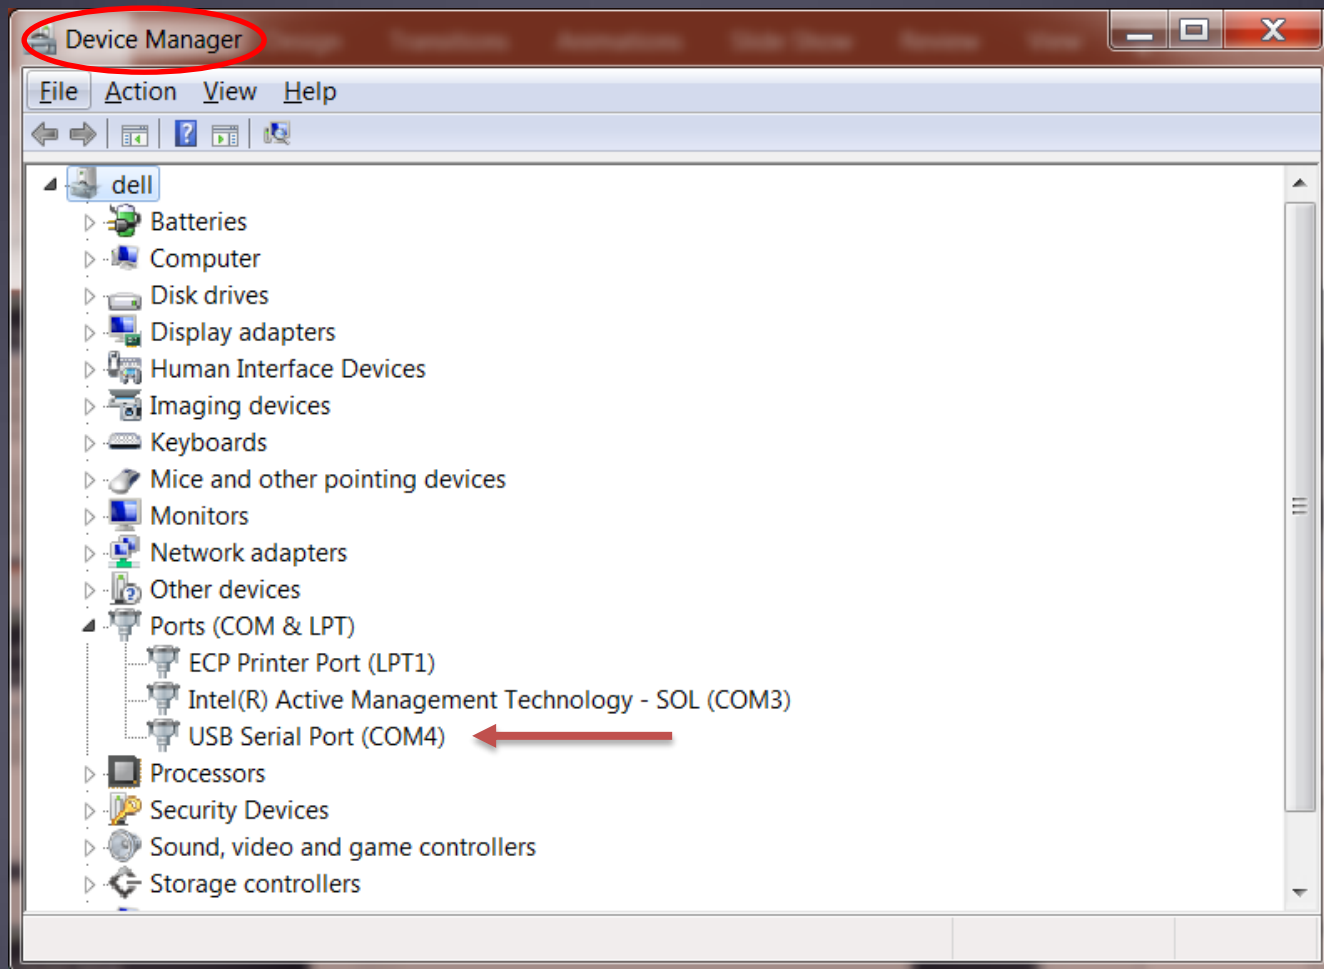 Device Manager
File Action View Help
dell
Batteries
Computer
Disk drives
Display adapters
Human Interface Devices
Imaging devices
Keyboards
Mice and other pointing devices
Monitors
Network adapters
Other devices
Ports (COM & LPT)
ECP Printer Port (LPT1)
Intel(R) Active Management Technology - SOL (COM3)
USB Serial Port (COM4)
Processors
Security Devices
Sound, video and game controllers
Storage controllers